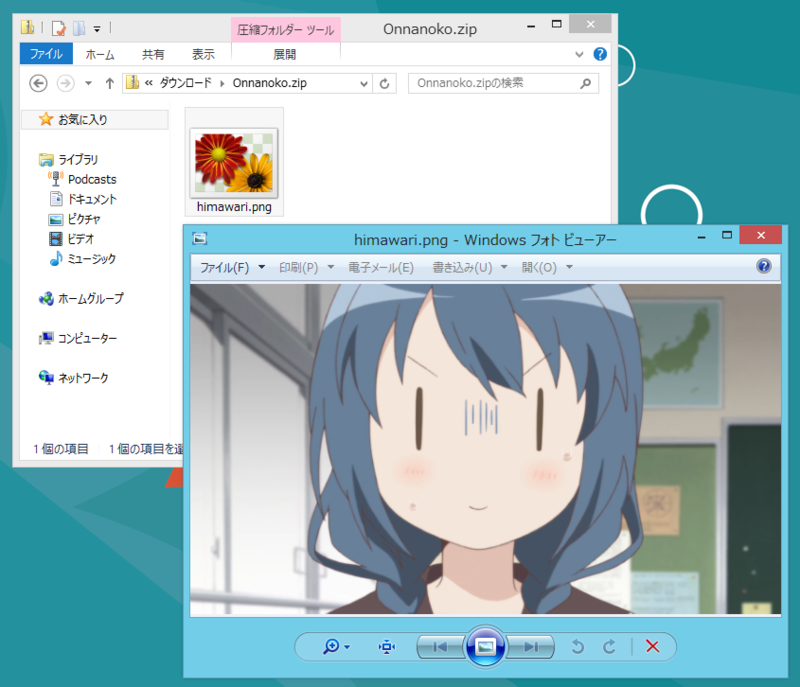 圧縮フォルダー ツール
Onnanoko.zip
ファイル
ホーム
共有
表示
展開
« ダウンロード ▸ Onnanoko.zip
Onnanoko.zipの検索
お気に入り
himawari.png
ライブラリ
Podcasts
ドキュメント
ピクチャ
ビデオ
ミュージック
ホームグループ
コンピューター
ネットワーク
1 個の項目
1 個の項目を
himawari.png - Windows フォト ビューアー
ファイル(F)
印刷(P)
電子メール(E)
書き込み(U)
開く(O)